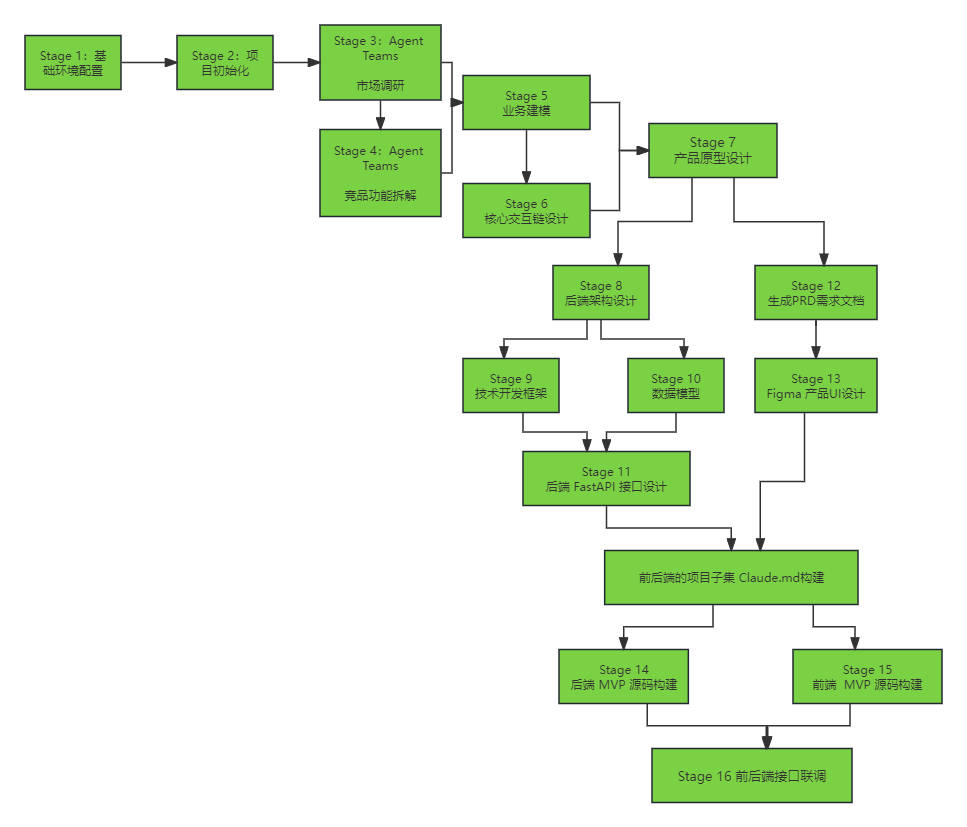 Stage 1：基
础环境配置
Stage 2：项
目初始化
Stage 3：Agent
Teams
市场调研
Stage 4：Agent
Teams
竞品功能拆解
Stage 5
业务建模
Stage 6
核心交互链设计
Stage 7
产品原型设计
Stage 8
后端架构设计
Stage 12
生成PRD需求文档
Stage 9
技术开发框架
Stage 10
数据模型
Stage 13
Figma 产品UI设计
Stage 11
后端 FastAPI 接口设计
前后端的项目子集 Claude.md构建
Stage 14
后端 MVP 源码构建
Stage 15
前端  MVP 源码构建
Stage 16 前后端接口联调